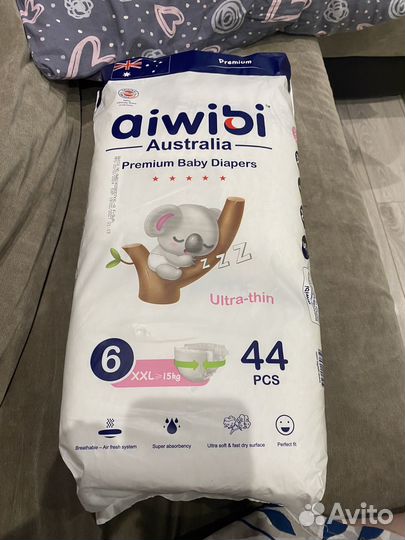 Premium
aiwibi
Australia
Premium Baby Diapers
Z Z Z
Ultra-thin
6
XXL≥15kg
44
PCS
Breathable – Air fresh system
Super absorbency
Ultra soft & fast dry surface
Perfect fit
Avito